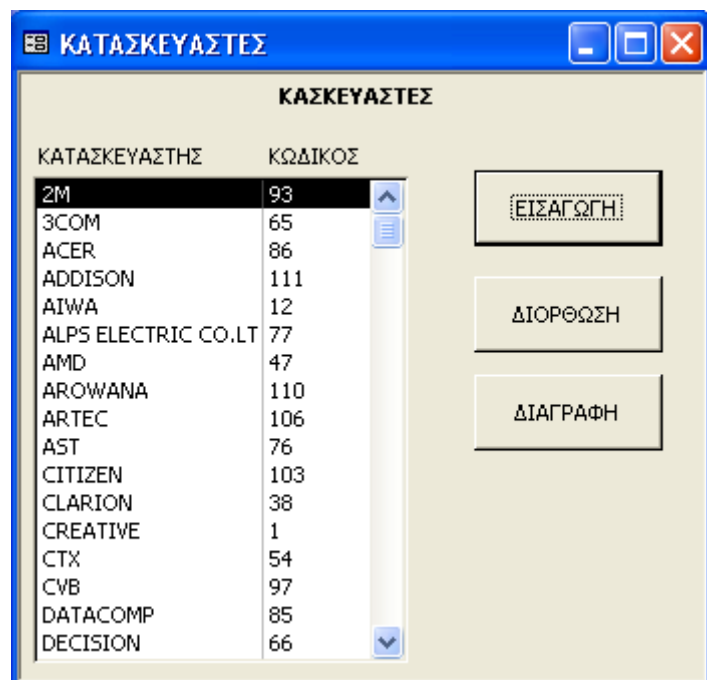 ΚΑΤΑΣΚΕΥΑΣΤΕΣ
ΚΑΣΚΕΥΑΣΤΕΣ
ΚΑΤΑΣΚΕΥΑΣΤΗΣ ΚΩΔΙΚΟΣ
2M 93
3COM 65
ACER 86
ADDISON 111
AIWA 12
ALPS ELECTRIC CO.LT 77
AMD 47
AROWANA 110
ARTEC 106
AST 76
CITIZEN 103
CLARION 38
CREATIVE 1
CTX 54
CVB 97
DATACOMP 85
DECISION 66
ΕΙΣΑΓΩΓΗ
ΔΙΟΡΘΩΣΗ
ΔΙΑΓΡΑΦΗ